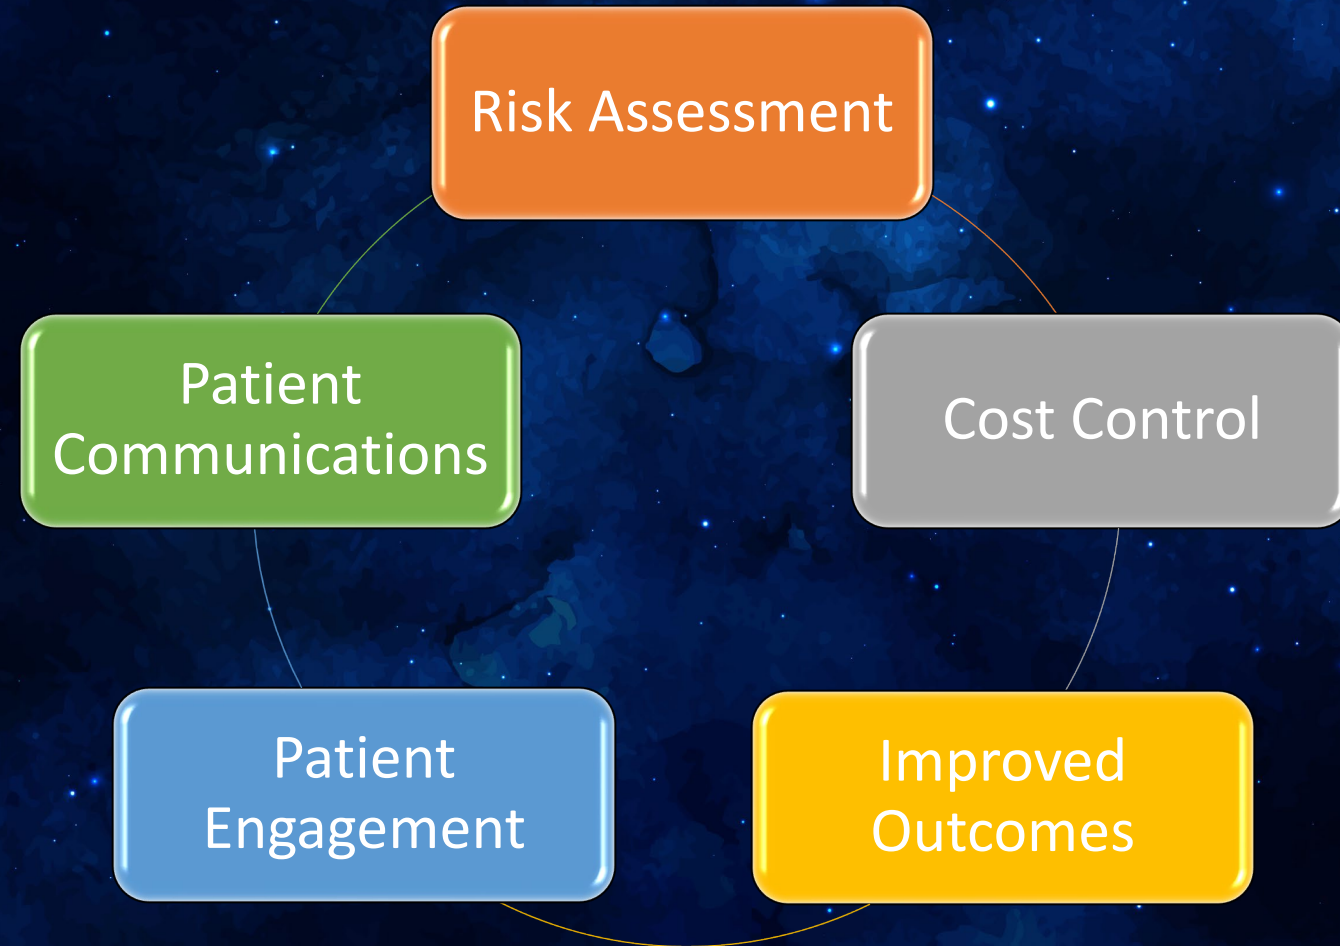 Risk Assessment
Patient
Communications
Cost Control
Patient
Engagement
Improved
Outcomes